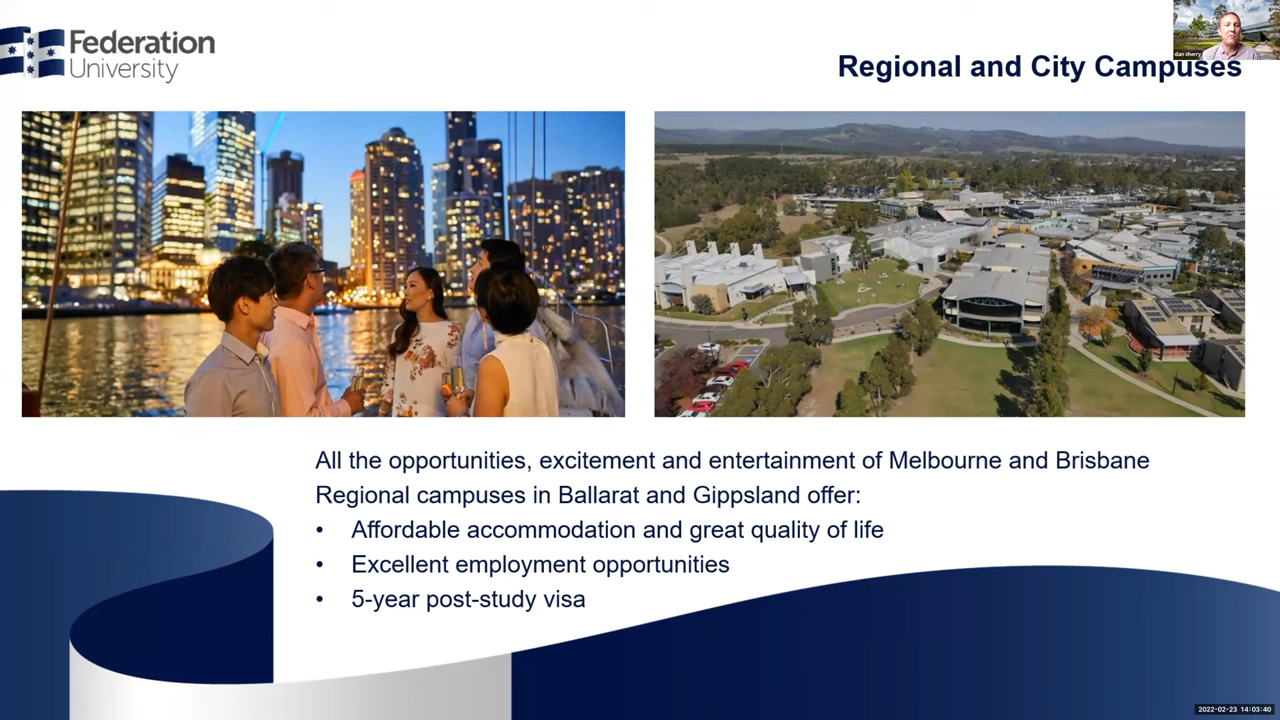 Federation
University
dan cherry
Regional and City Campuses
All the opportunities, excitement and entertainment of Melbourne and Brisbane
Regional campuses in Ballarat and Gippsland offer:
• Affordable accommodation and great quality of life
• Excellent employment opportunities
• 5-year post-study visa
2022-02-23 14:03:40